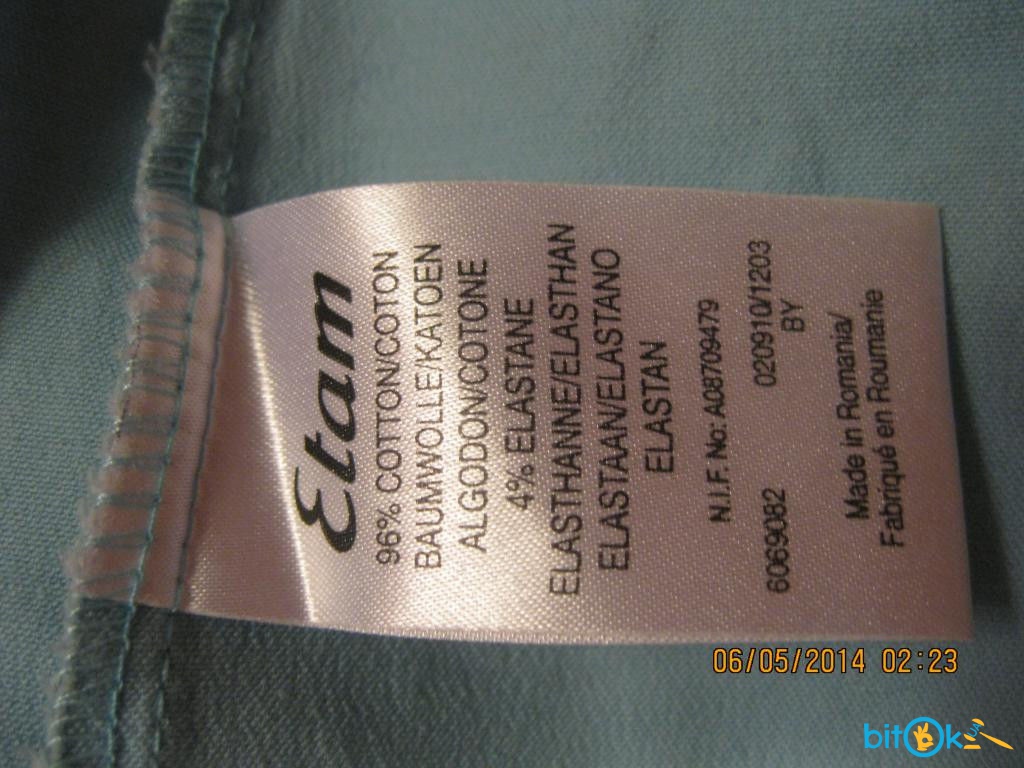 Etam
96% COTTON/COTON
BAUMWOLLE/KATOEN
ALGODON/COTONE
4% ELASTANE
ELASTHANNE/ELASTHAN
ELASTAAN/ELASTANO
ELASTAN
N.I.F. No: A08709479
6069082 020910/1203
BY
Made in Romania/
Fabriqué en Roumanie
06/05/2014 02:23
bitOk UA